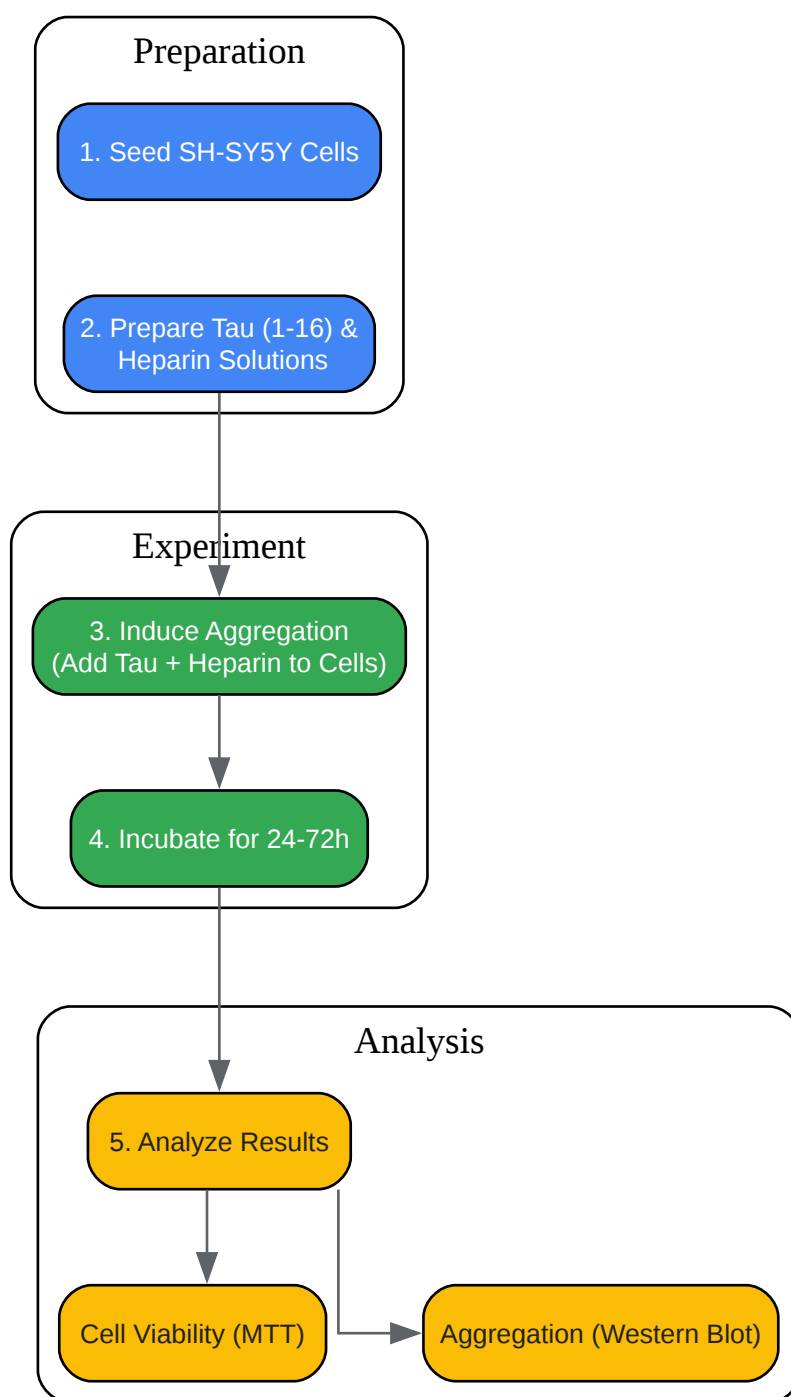 Preparation
1. Seed SH-SY5Y Cells
2. Prepare Tau (1-16) &
Heparin Solutions
Experiment
3. Induce Aggregation
(Add Tau + Heparin to Cells)
4. Incubate for 24-72h
Analysis
5. Analyze Results
Cell Viability (MTT)
Aggregation (Western Blot)